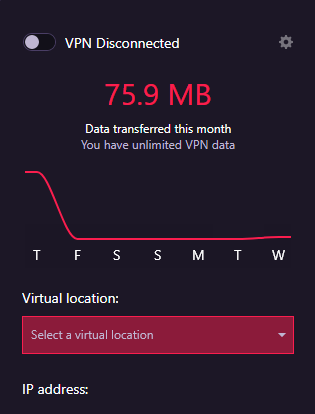 VPN Disconnected
75.9 MB
Data transferred this month
You have unlimited VPN data
T F S S M T W
Virtual location:
Select a virtual location
IP address: